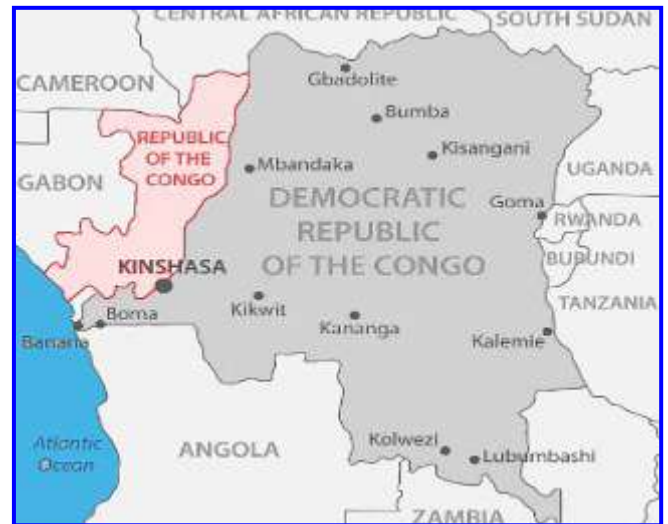 CENTRAL AFRICAN REPUBLIC
SOUTH SUDAN
CAMEROON
Gbadolite
Bumba
REPUBLIC
OF THE
CONGO
Kisangani
Mbandaka
UGANDA
GABON
DEMOCRATIC
REPUBLIC
OF THE CONGO
Goma
RWANDA
BURUNDI
KINSHASA
TANZANIA
Kikwit
Boma
Kananga
Banana
Kalemie
Atlantic
Ocean
ANGOLA
Kolwezi
Lubumbashi
ZAMBIA